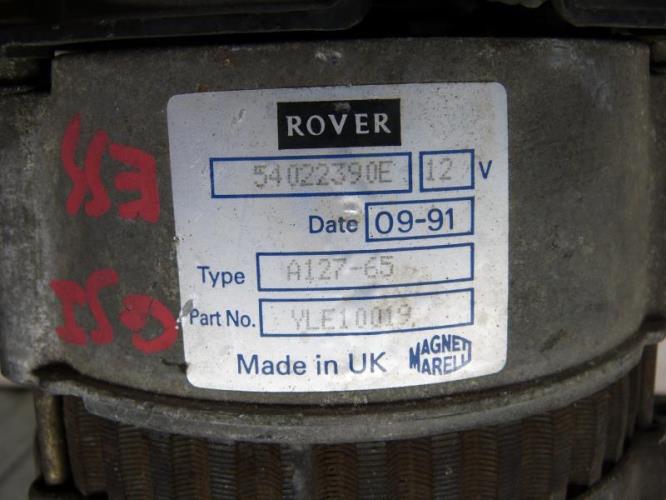 ROVER
54022390E 12 V
Date 09-91
Type A127-65
Part No. YLE10019
Made in UK MAGNETI MARELLI